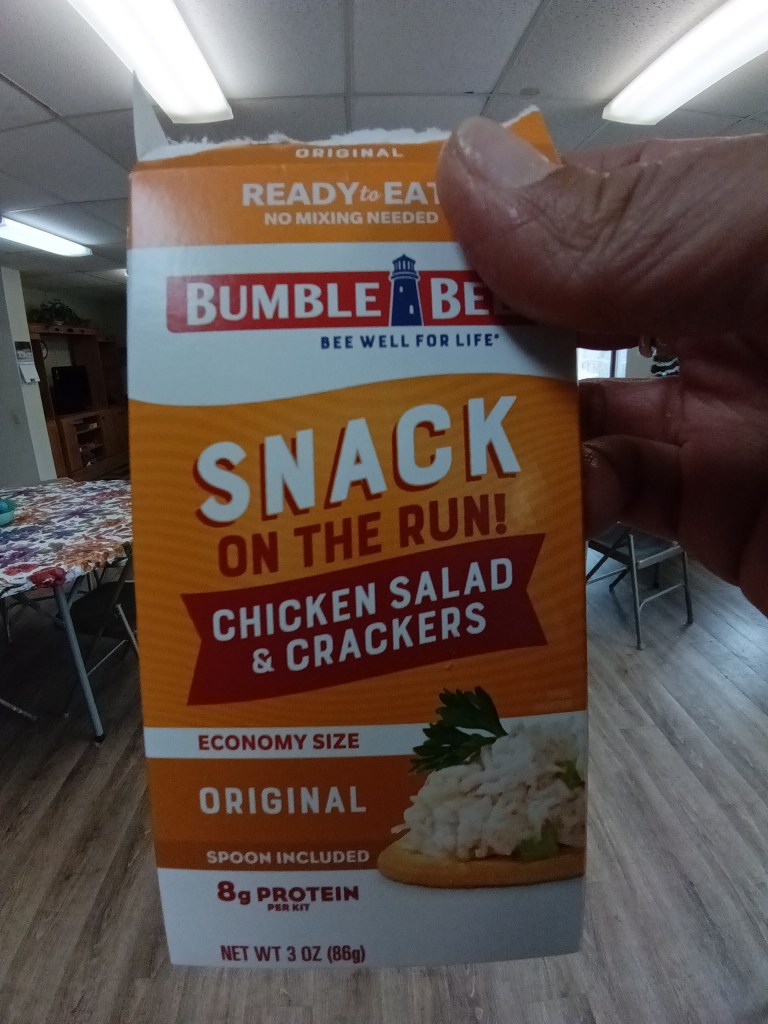 ORIGINAL
READY to EAT
NO MIXING NEEDED
BUMBLE BEE
BEE WELL FOR LIFE®
SNACK
ON THE RUN!
CHICKEN SALAD
& CRACKERS
ECONOMY SIZE
ORIGINAL
SPOON INCLUDED
8g PROTEIN
PER KIT
NET WT 3 OZ (86g)